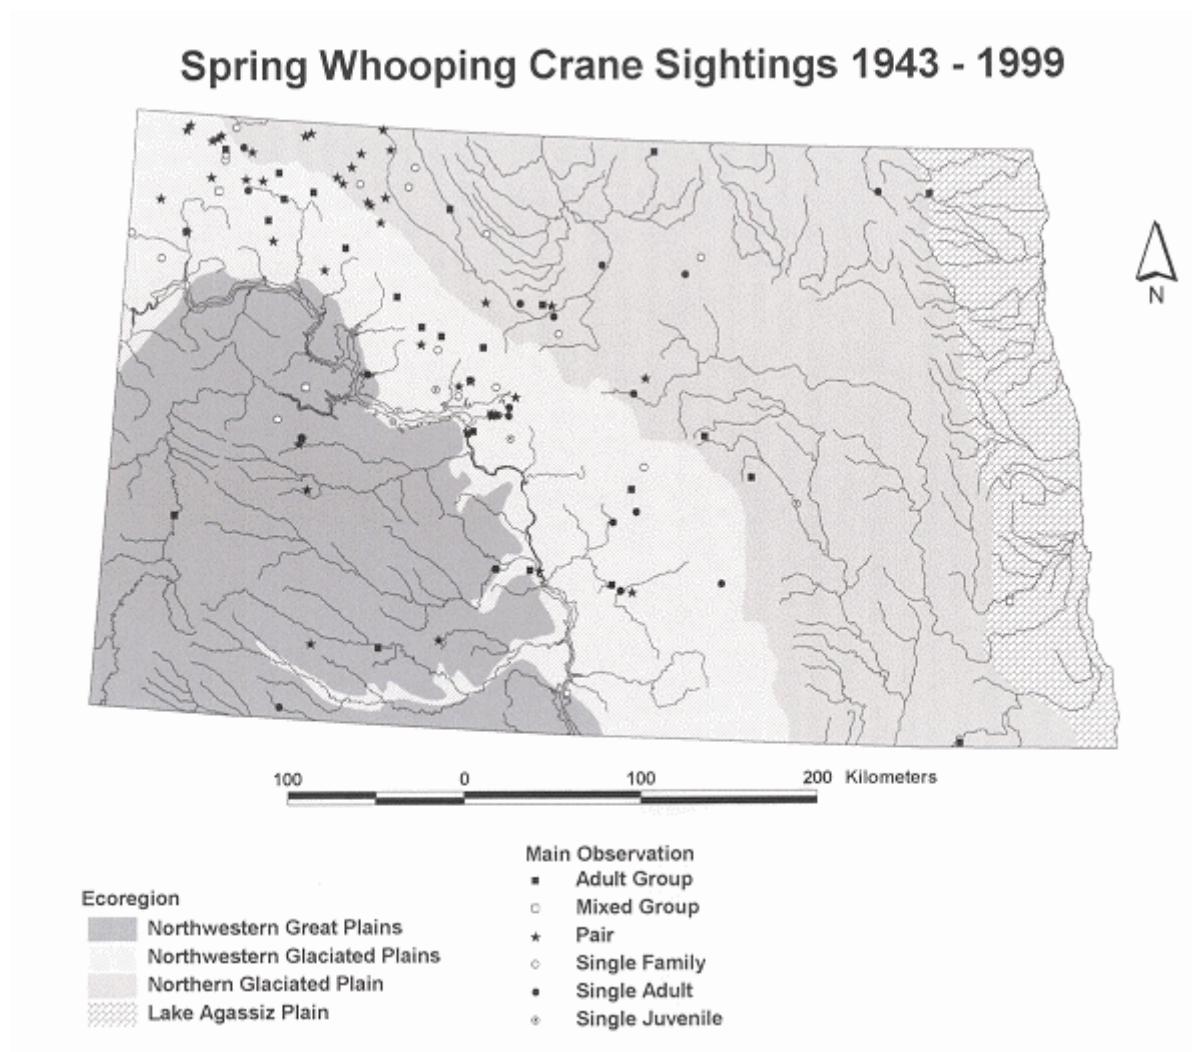 Spring Whooping Crane Sightings 1943 - 1999
N
100 0 100 200 Kilometers
Main Observation
Adult Group
Mixed Group
Pair
Single Family
Single Adult
Single Juvenile
Ecoregion
Northwestern Great Plains
Northwestern Glaciated Plains
Northern Glaciated Plain
Lake Agassiz Plain